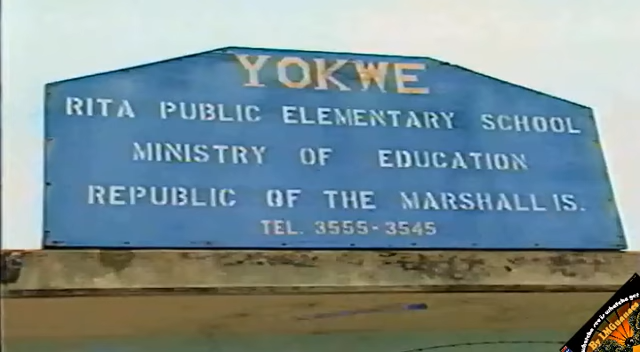 YOKWE
RITA PUBLIC ELEMENTARY SCHOOL
MINISTRY OF EDUCATION
REPUBLIC OF THE MARSHALL IS.
TEL. 3555-3545